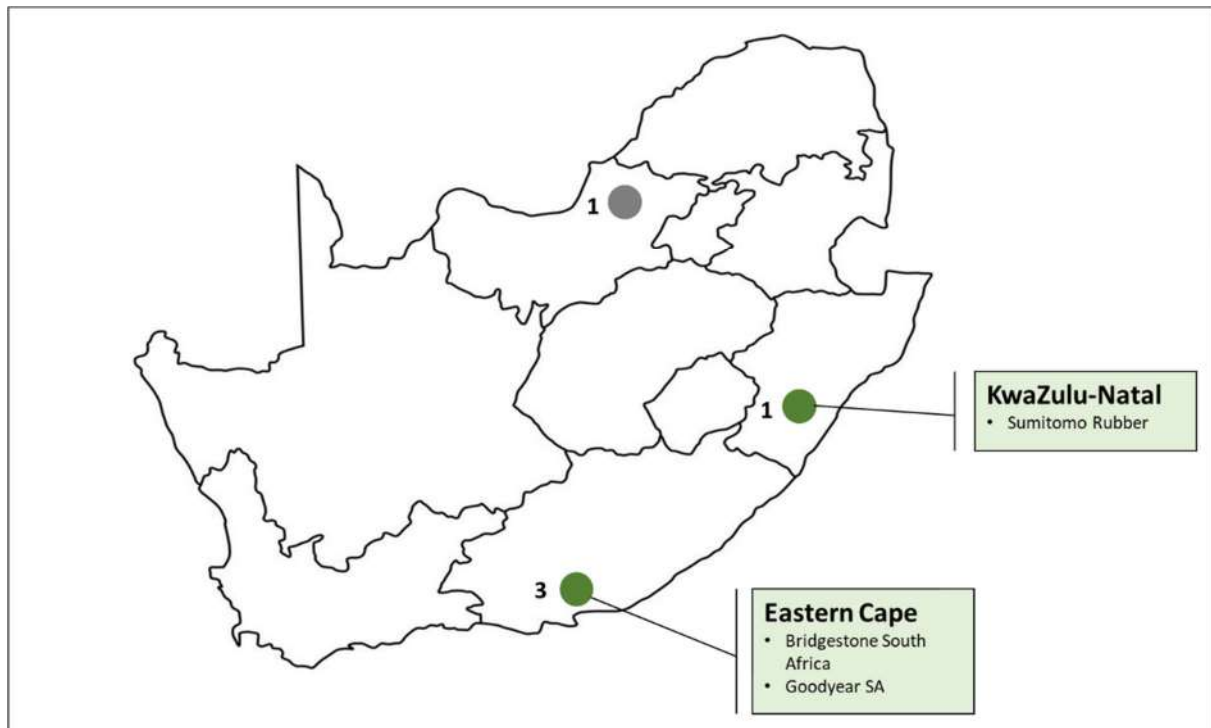 1
KwaZulu-Natal
• Sumitomo Rubber
1
3
Eastern Cape
• Bridgestone South
Africa
• Goodyear SA